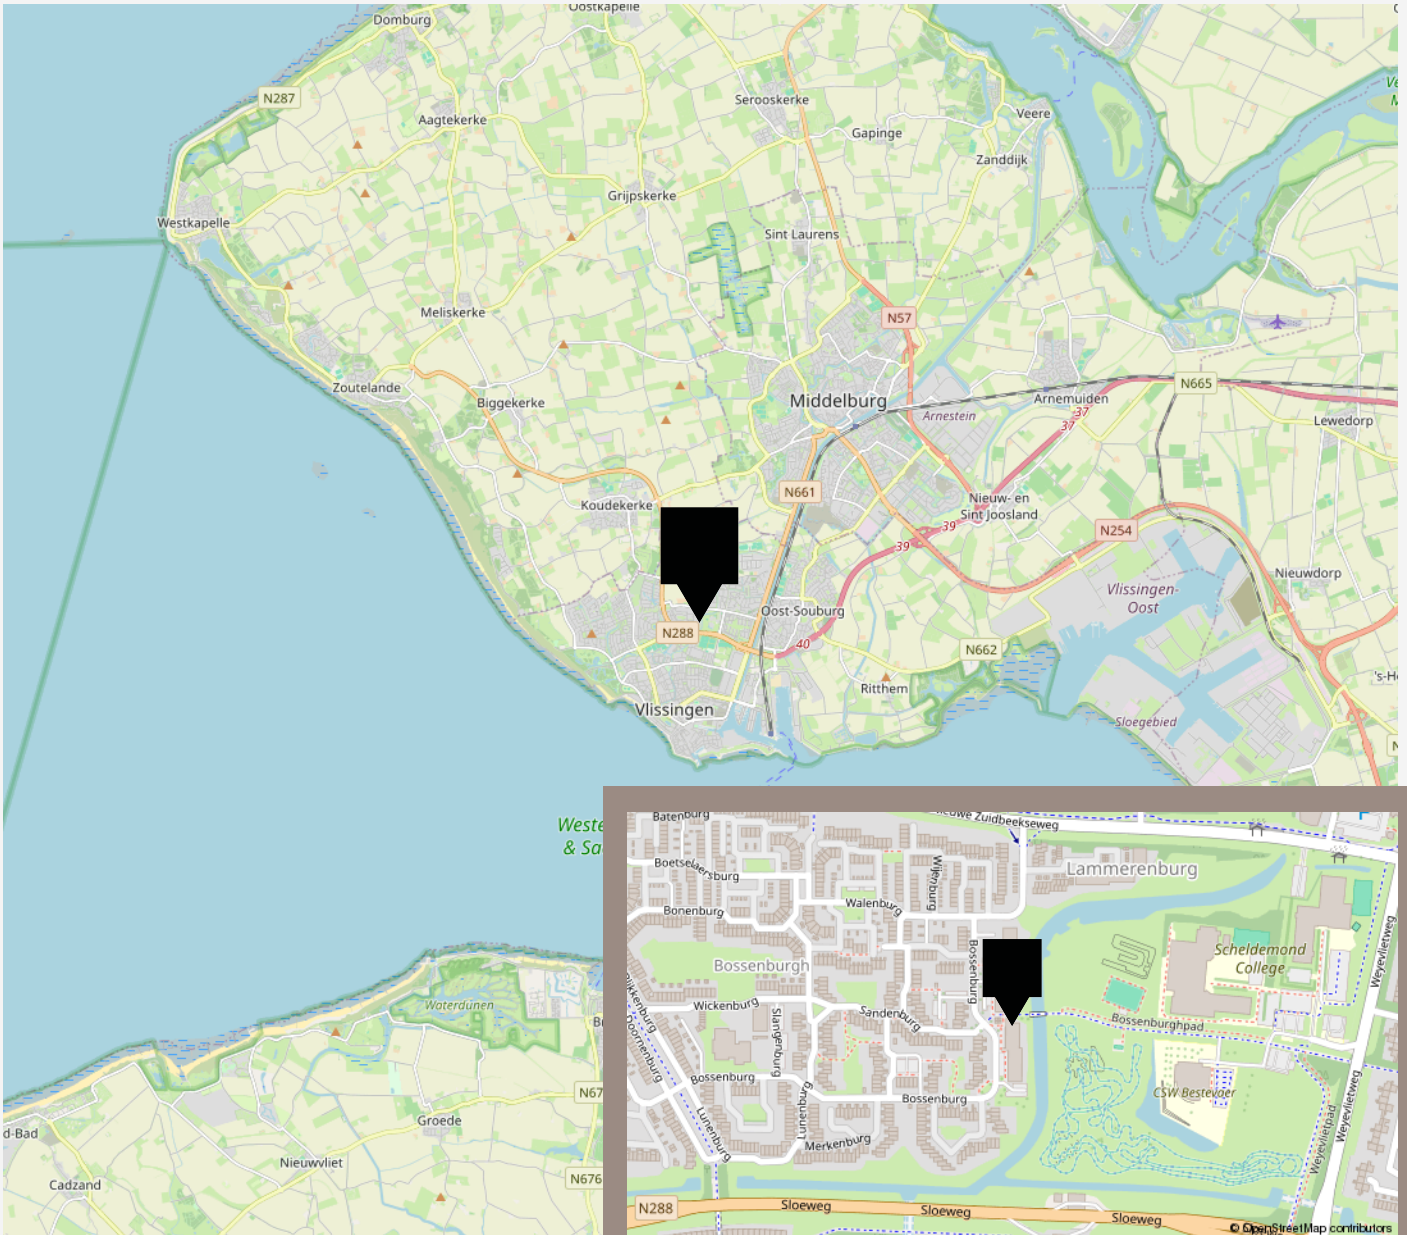 Domburg
Oostkapelle
N287
Serooskerke
Aagtekerke
Veere
Gapinge
Zanddijk
Grijpskerke
Westkapelle
Sint Laurens
Meliskerke
N57
Zoutelande
N665
Biggekerke
Middelburg
Arnemuiden
Arnestein
37
37
Lewedorp
N661
Koudekerke
Nieuw- en
Sint Joosland
39
39
N254
Nieuwdorp
Vlissingen-
Oost
Oost-Souburg
N288
40
N662
Ritthem
Vlissingen
Sloegebied
Waterdunen
Groede
Nieuwvliet
Cadzand
d-Bad
N67
N676
Batenburg
Nieuwe Zuidbeekseweg
Boetselaersburg
Wijenburg
Lammerenburg
Bonenburg
Walenburg
Bossenburgh
Bossenburg
Scheldemond
College
Weyevlietweg
Wickenburg
Sandenburg
Bossenburghpad
Slangenburg
Doornenburg
Bossenburg
Lunenburg
Bossenburg
CSW Bestevaer
Lunenburg
Merkenburg
Weyevlietpad
Weyevlietweg
N288
Sloeweg
Sloeweg
Sloeweg
© OpenStreetMap contributors